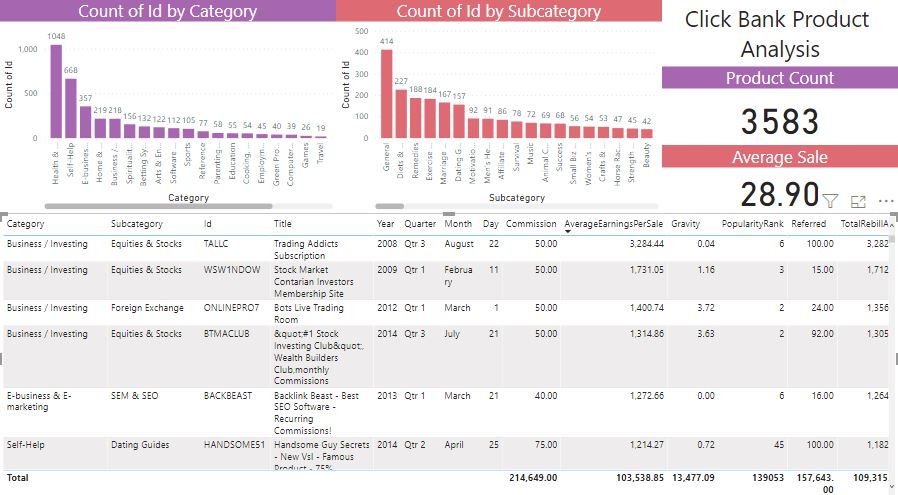 Count of Id by Category
Count of Id by Subcategory
Click Bank Product
Analysis
Product Count
3583
Average Sale
28.90
Count of Id
1,000
500
0
1048
668
357
219
218
156
132
122
112
105
77
58
55
54
45
40
39
26
19
Health & ...
Self-Help
E-busines...
Home & ...
Business /...
Spiritualit...
Betting Sy...
Arts & En...
Software ...
Sports
Reference
Parenting...
Education
Cooking, ...
Employm...
Green Pro...
Computer...
Games
Travel
Category
Count of Id
500
400
300
200
100
0
414
227
188
184
167
157
92
91
86
78
72
69
68
56
54
53
47
45
42
General
Diets & ...
Remedies
Exercise ...
Marriage ...
Dating G...
Motivatio...
Men's He...
Affiliate ...
Survival
Music
Animal C...
Success
Small Biz...
Women's...
Crafts & ...
Horse Rac...
Strength ...
Beauty
Subcategory
Category Subcategory Id Title Year Quarter Month Day Commission AverageEarningsPerSale Gravity PopularityRank Referred TotalRebillA
Business / Investing Equities & Stocks TALLC Trading Addicts 2008 Qtr 3 August 22 50.00 3,284.44 0.04 6 100.00 3,282
Subscription
Business / Investing Equities & Stocks WSW1NDOW Stock Market 2009 Qtr 1 Februa 11 50.00 1,731.05 1.16 3 15.00 1,712
Contarian Investors ry
Membership Site
Business / Investing Foreign Exchange ONLINEPRO7 Bots Live Trading 2012 Qtr 1 March 1 50.00 1,400.74 3.72 2 24.00 1,356
Room
Business / Investing Equities & Stocks BTMACLUB &quot;#1 Stock 2014 Qtr 3 July 21 50.00 1,314.86 3.63 2 92.00 1,305
Investing Club&quot;,
Wealth Builders
Club,monthly
Commissions
E-business & E- SEM & SEO BACKBEAST Backlink Beast - Best 2013 Qtr 1 March 21 40.00 1,272.66 0.00 6 16.00 1,264
marketing SEO Software -
Recurring
Commissions!
Self-Help Dating Guides HANDSOME51 Handsome Guy Secrets 2014 Qtr 2 April 25 75.00 1,214.27 0.72 45 100.00 1,182
- New Vsl - Famous
Product - 75%
Total 214,649.00 103,538.85 13,477.09 139053 157,643. 109,315
00